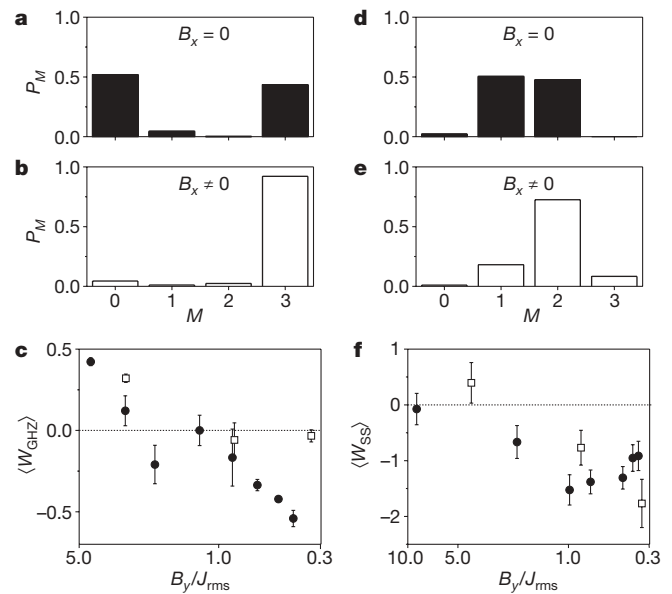 a
B_x = 0
1.0
0.5
0.0
P_M
b
B_x ≠ 0
1.0
0.5
0.0
P_M
0 1 2 3
M
c
0.5
0.0
−0.5
⟨W_GHZ⟩
5.0 1.0 0.3
B_y/J_rms
d
B_x = 0
1.0
0.5
0.0
e
B_x ≠ 0
1.0
0.5
0.0
0 1 2 3
M
f
1
0
−1
−2
⟨W_SS⟩
10.0 5.0 1.0 0.3
B_y/J_rms